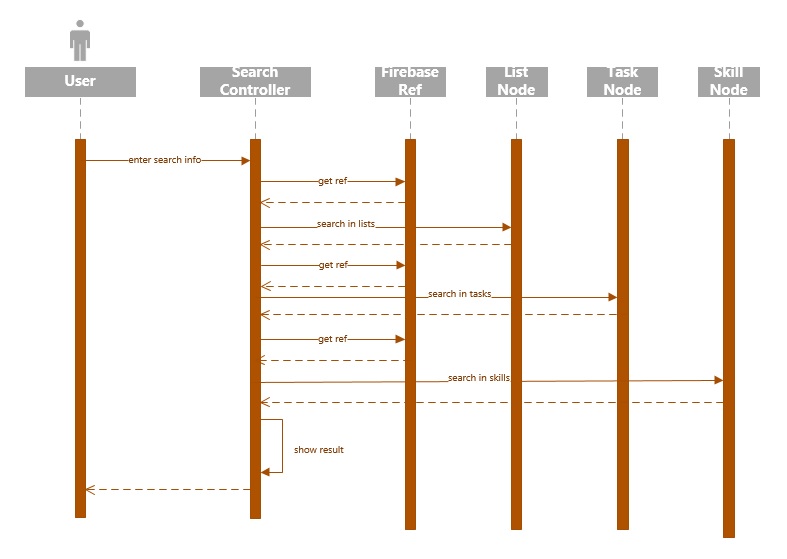 User
Search
Controller
Firebase
Ref
List
Node
Task
Node
Skill
Node
enter search info
get ref
search in lists
get ref
search in tasks
get ref
search in skills
show result